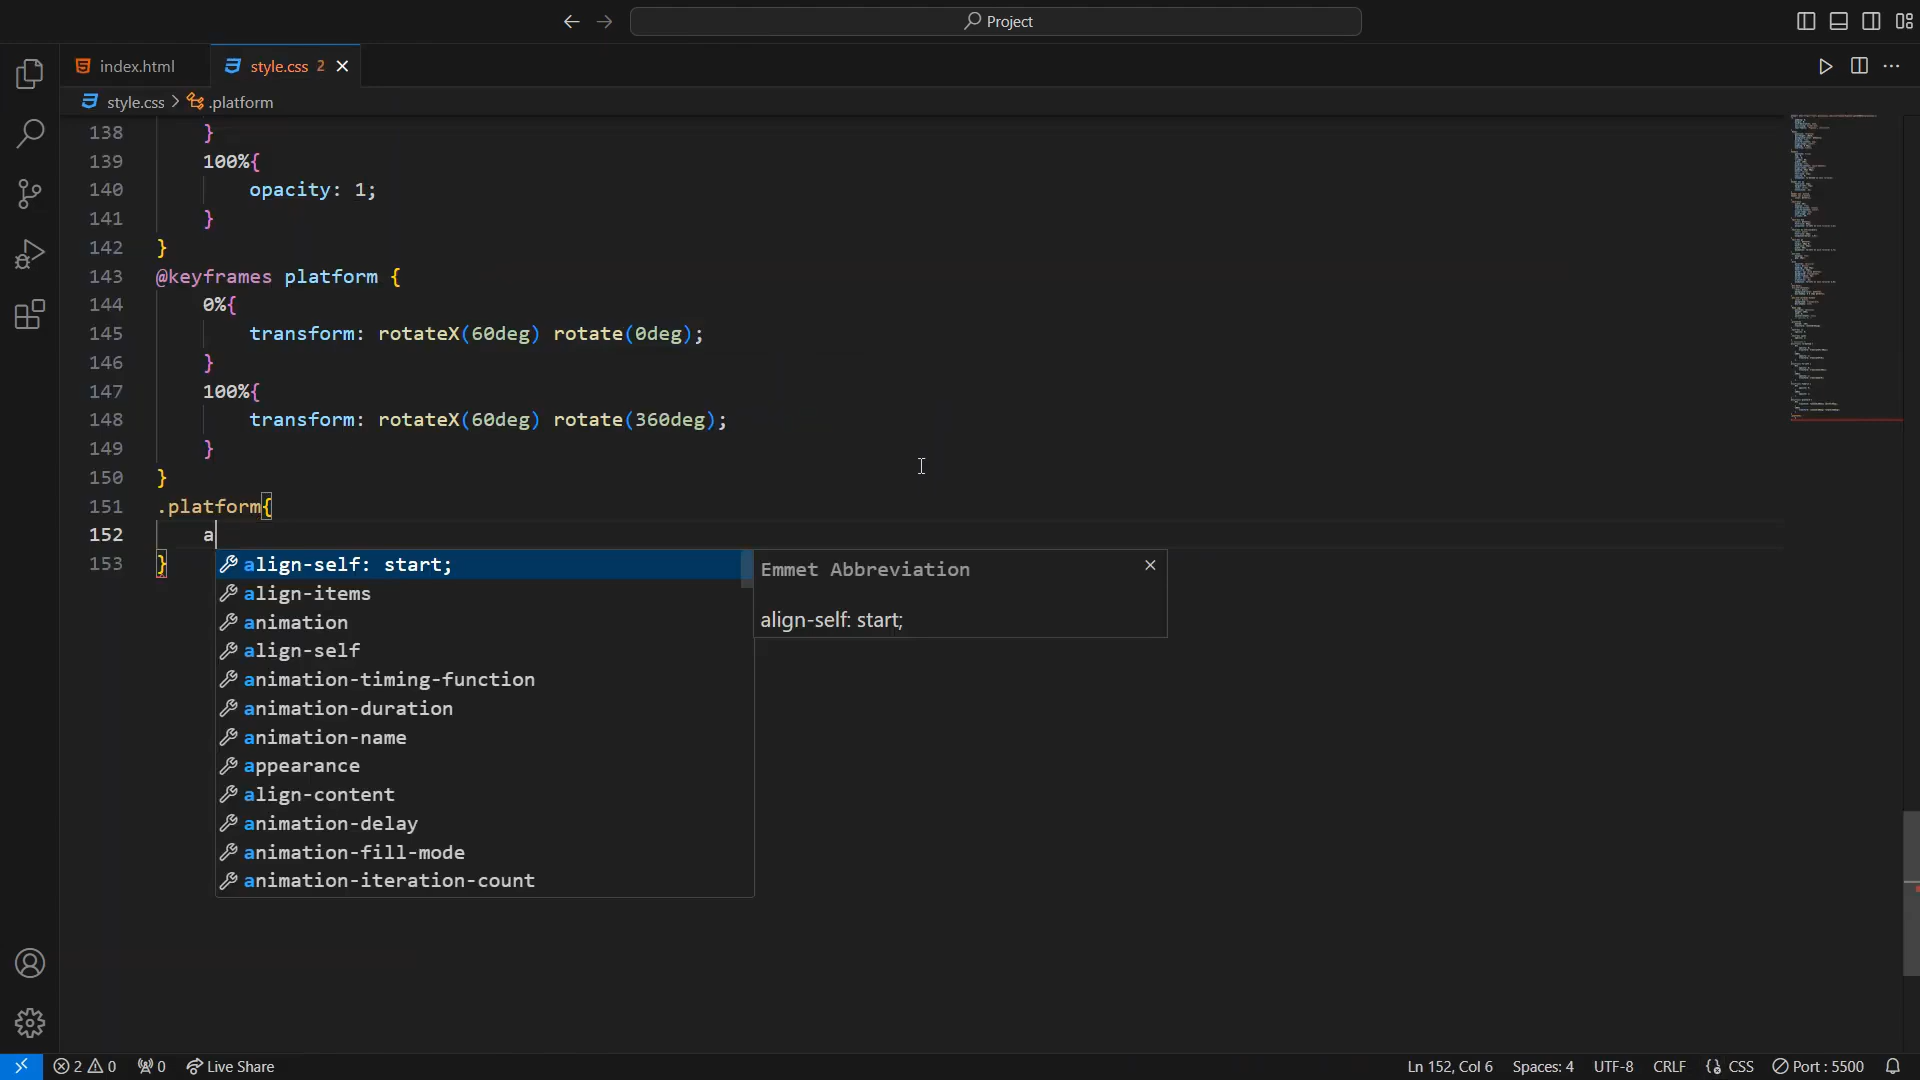 Project
index.html
style.css 2
style.css > .platform
138 }
139 100%{
140 opacity: 1;
141 }
142 }
143 @keyframes platform {
144 0%{
145 transform: rotateX(60deg) rotate(0deg);
146 }
147 100%{
148 transform: rotateX(60deg) rotate(360deg);
149 }
150 }
151 .platform{
152 a
153 }
align-self: start;
align-items
animation
align-self
animation-timing-function
animation-duration
animation-name
appearance
align-content
animation-delay
animation-fill-mode
animation-iteration-count
Emmet Abbreviation
align-self: start;
2 0 0 Live Share Ln 152, Col 6 Spaces: 4 UTF-8 CRLF {} CSS Port : 5500